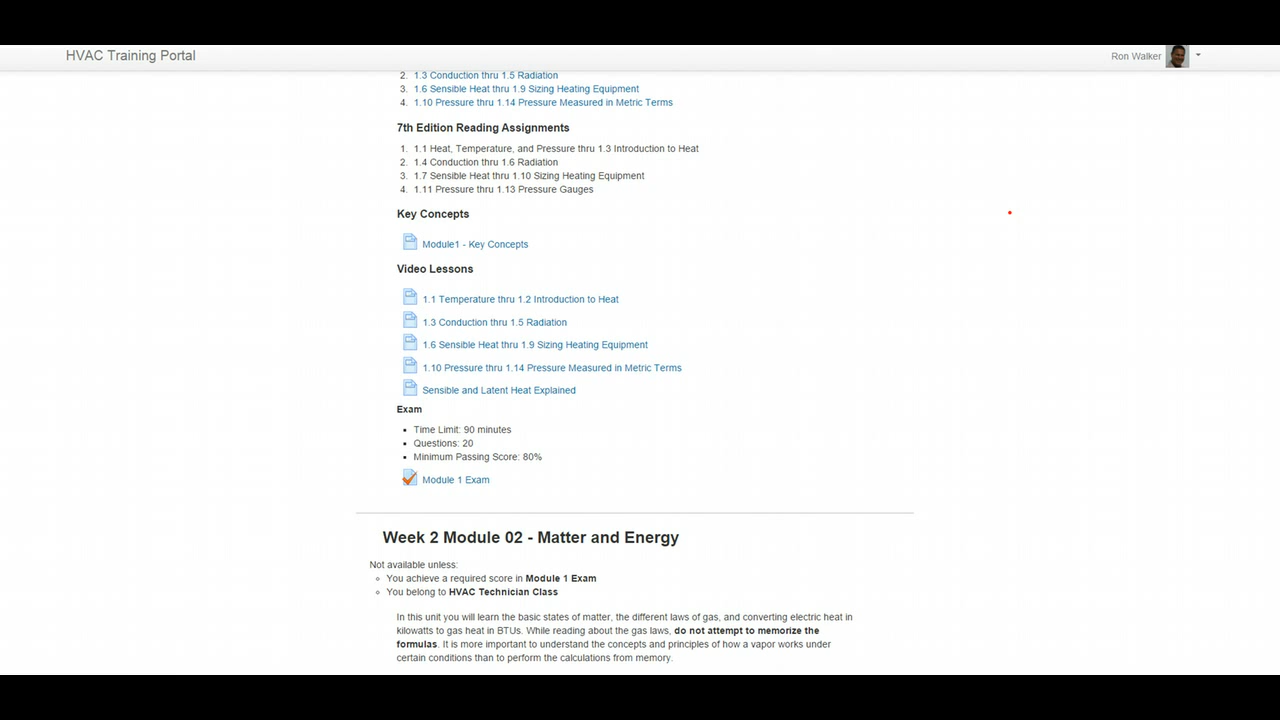 HVAC Training Portal
Ron Walker
2. 1.3 Conduction thru 1.5 Radiation
3. 1.6 Sensible Heat thru 1.9 Sizing Heating Equipment
4. 1.10 Pressure thru 1.14 Pressure Measured in Metric Terms
7th Edition Reading Assignments
1. 1.1 Heat, Temperature, and Pressure thru 1.3 Introduction to Heat
2. 1.4 Conduction thru 1.6 Radiation
3. 1.7 Sensible Heat thru 1.10 Sizing Heating Equipment
4. 1.11 Pressure thru 1.13 Pressure Gauges
Key Concepts
Module1 - Key Concepts
Video Lessons
1.1 Temperature thru 1.2 Introduction to Heat
1.3 Conduction thru 1.5 Radiation
1.6 Sensible Heat thru 1.9 Sizing Heating Equipment
1.10 Pressure thru 1.14 Pressure Measured in Metric Terms
Sensible and Latent Heat Explained
Exam
• Time Limit: 90 minutes
• Questions: 20
• Minimum Passing Score: 80%
Module 1 Exam
Week 2 Module 02 - Matter and Energy
Not available unless:
◦ You achieve a required score in Module 1 Exam
◦ You belong to HVAC Technician Class
In this unit you will learn the basic states of matter, the different laws of gas, and converting electric heat in
kilowatts to gas heat in BTUs. While reading about the gas laws, do not attempt to memorize the
formulas. It is more important to understand the concepts and principles of how a vapor works under
certain conditions than to perform the calculations from memory.